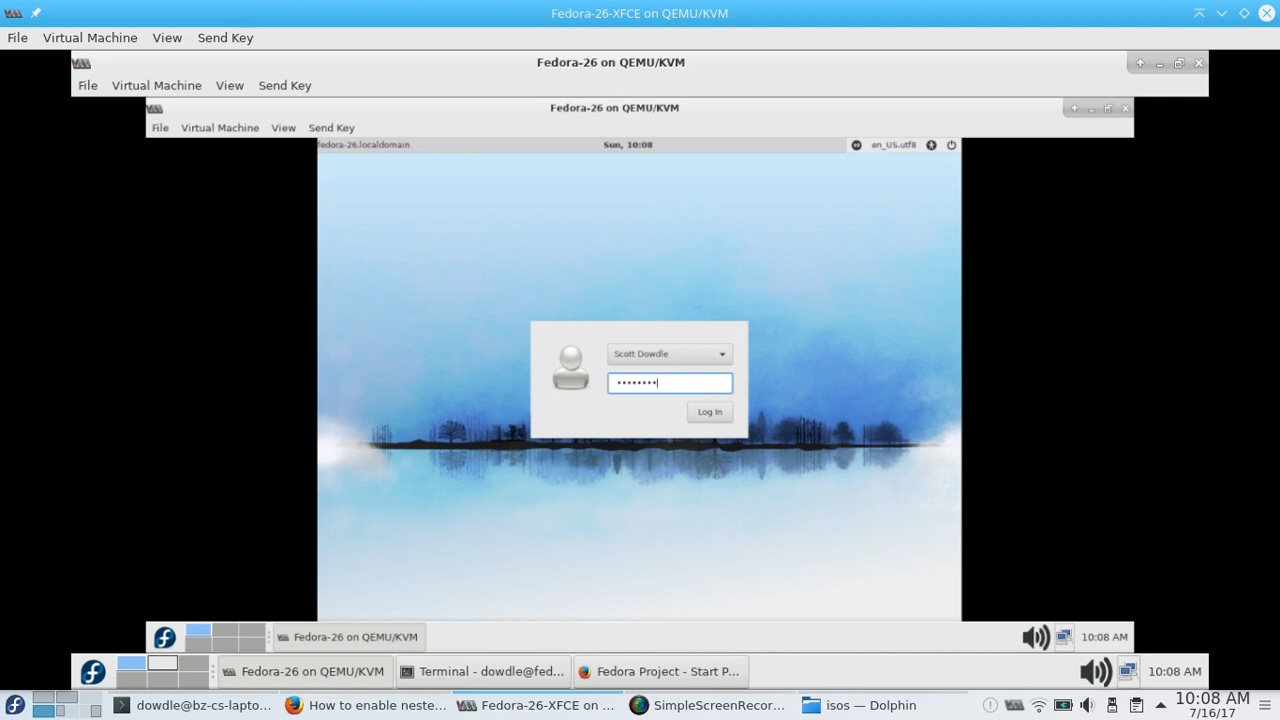 Fedora-26-XFCE on QEMU/KVM
File Virtual Machine View Send Key
Fedora-26 on QEMU/KVM
File Virtual Machine View Send Key
Fedora-26 on QEMU/KVM
File Virtual Machine View Send Key
fedora-26.localdomain Sun, 10:08 en_US.utf8
Scott Dowdle
••••••••
Log In
Fedora-26 on QEMU/KVM 10:08 AM
Fedora-26 on QEMU/KVM Terminal - dowdle@fed... Fedora Project - Start P... 10:08 AM
dowdle@bz-cs-lapto... How to enable neste... Fedora-26-XFCE on ... SimpleScreenRecor... isos — Dolphin 10:08 AM
7/16/17